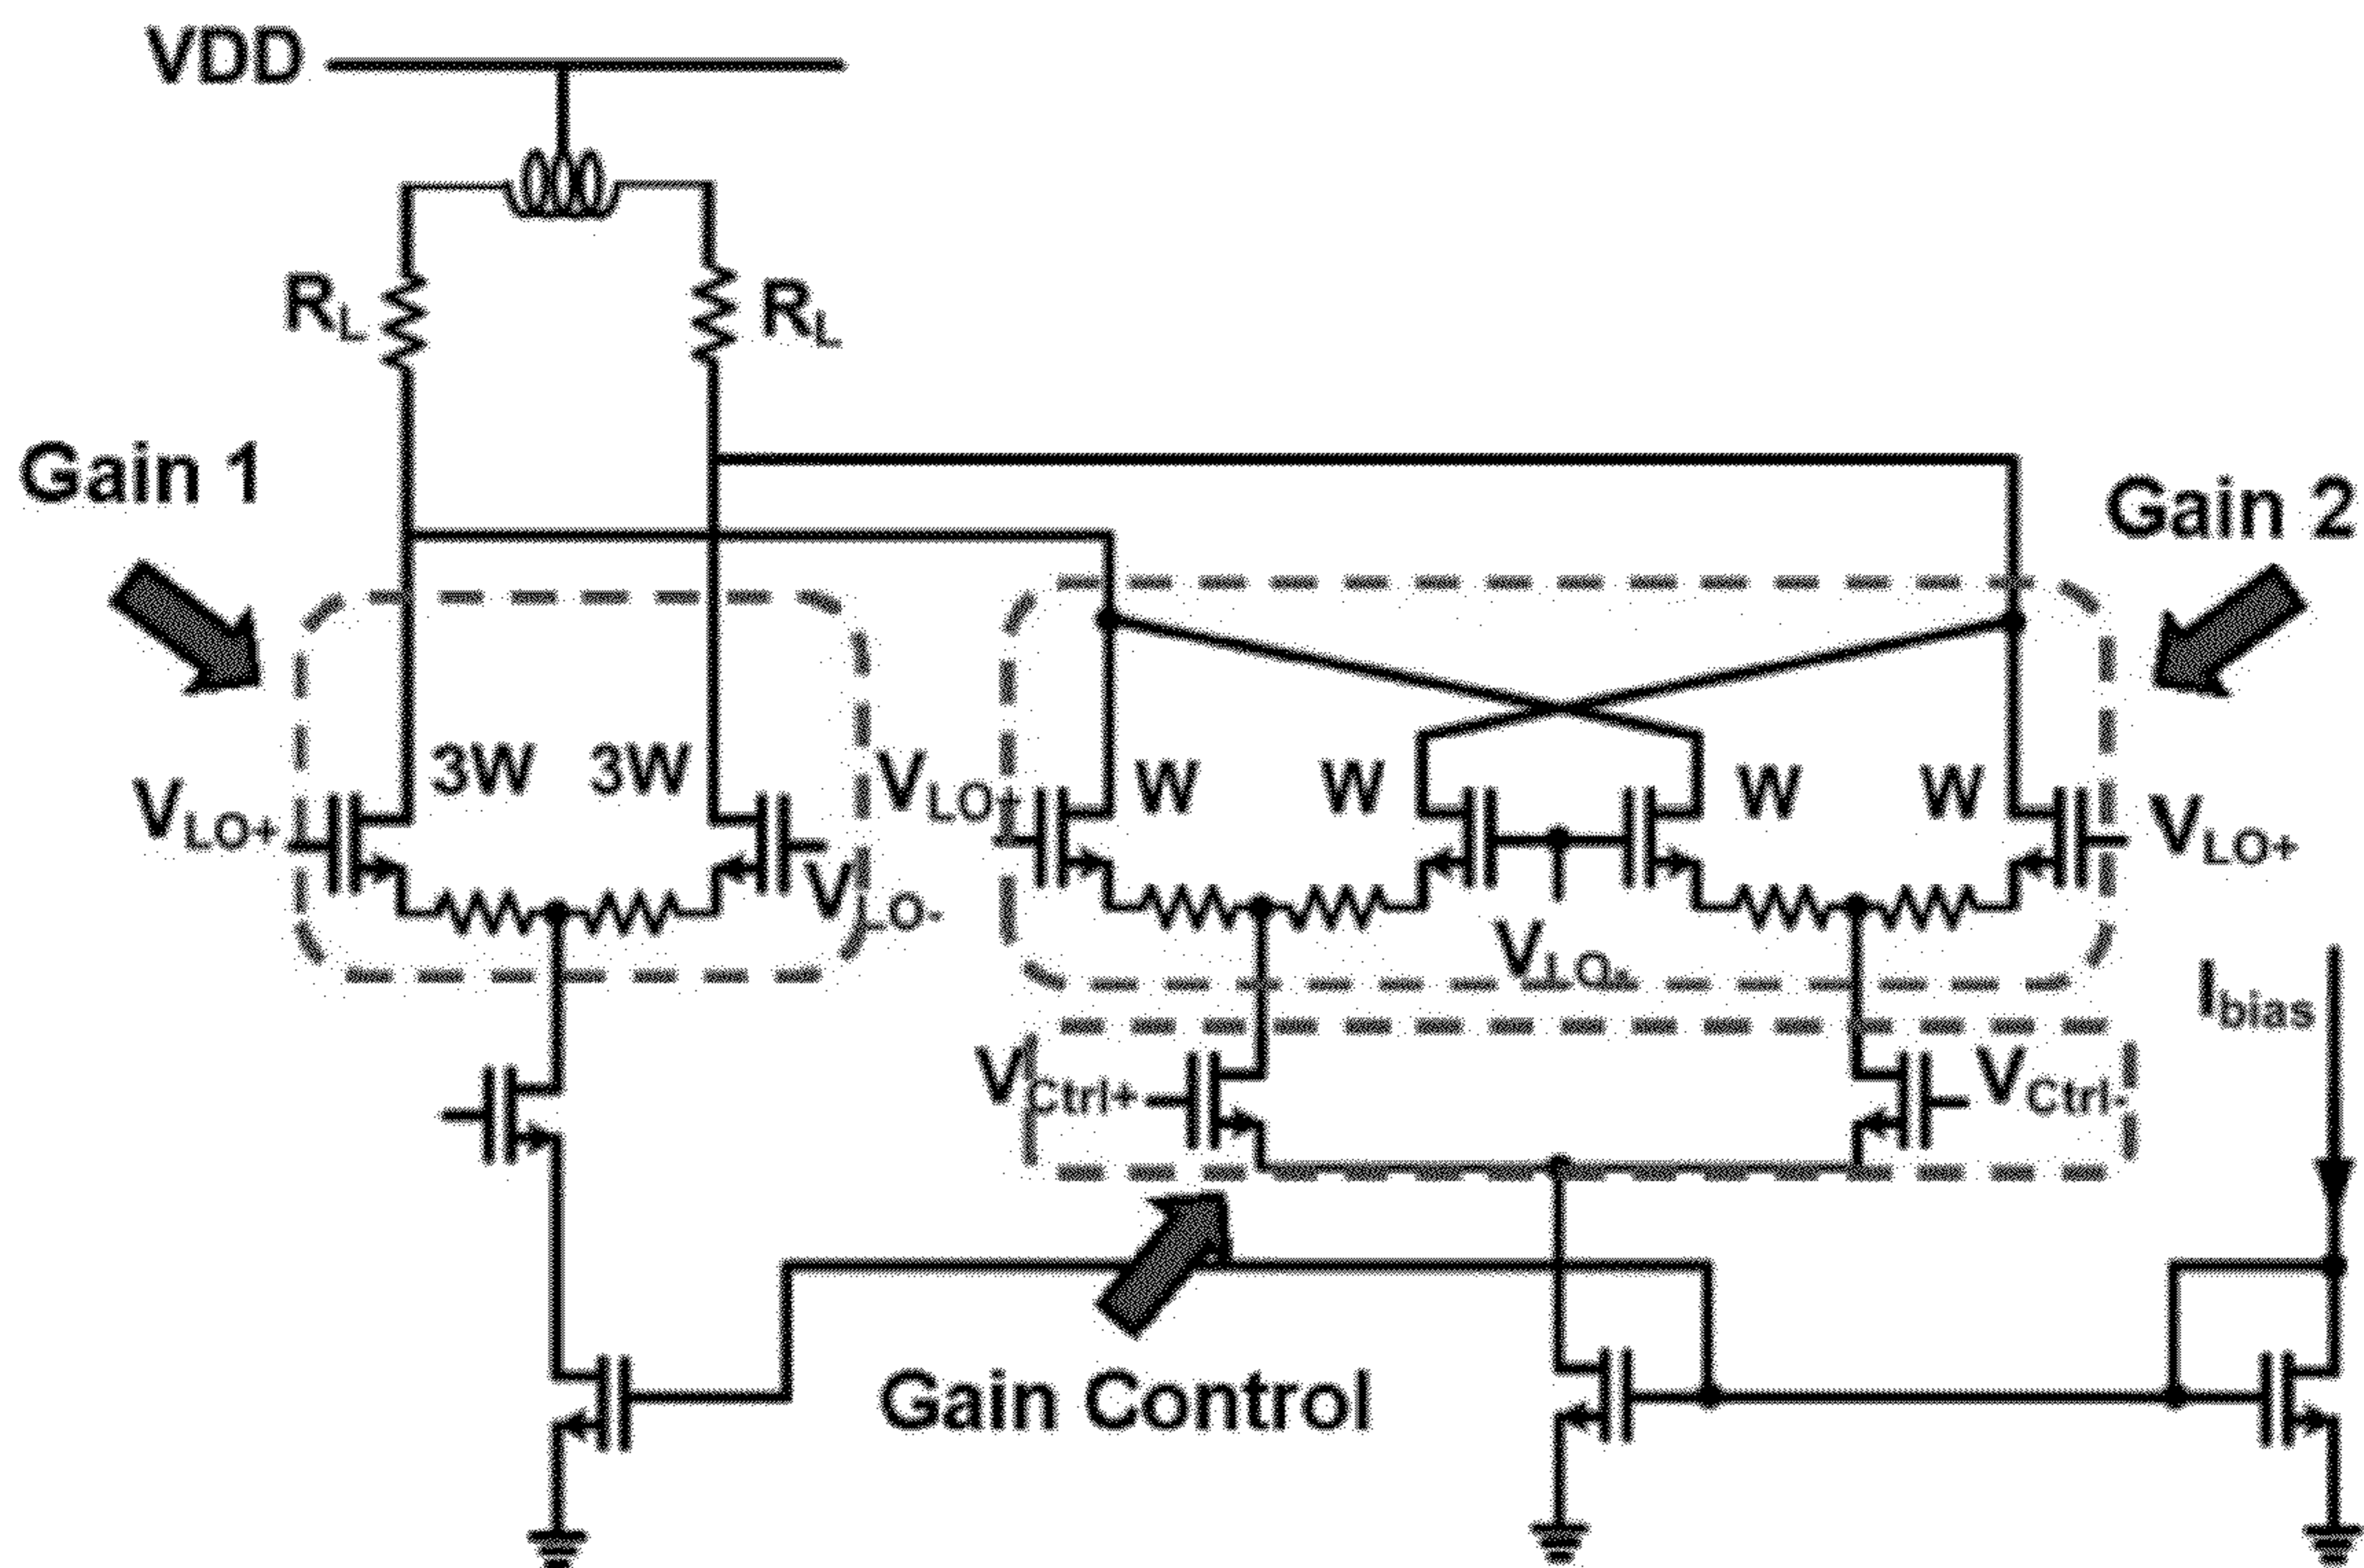 VDD
RL
RL
Gain 1
Gain 2
3W
3W
VLO+
VLO-
VLO+
W
W
W
W
VLO+
VLO-
Ibias
VCtrl+
VCtrl-
Gain Control